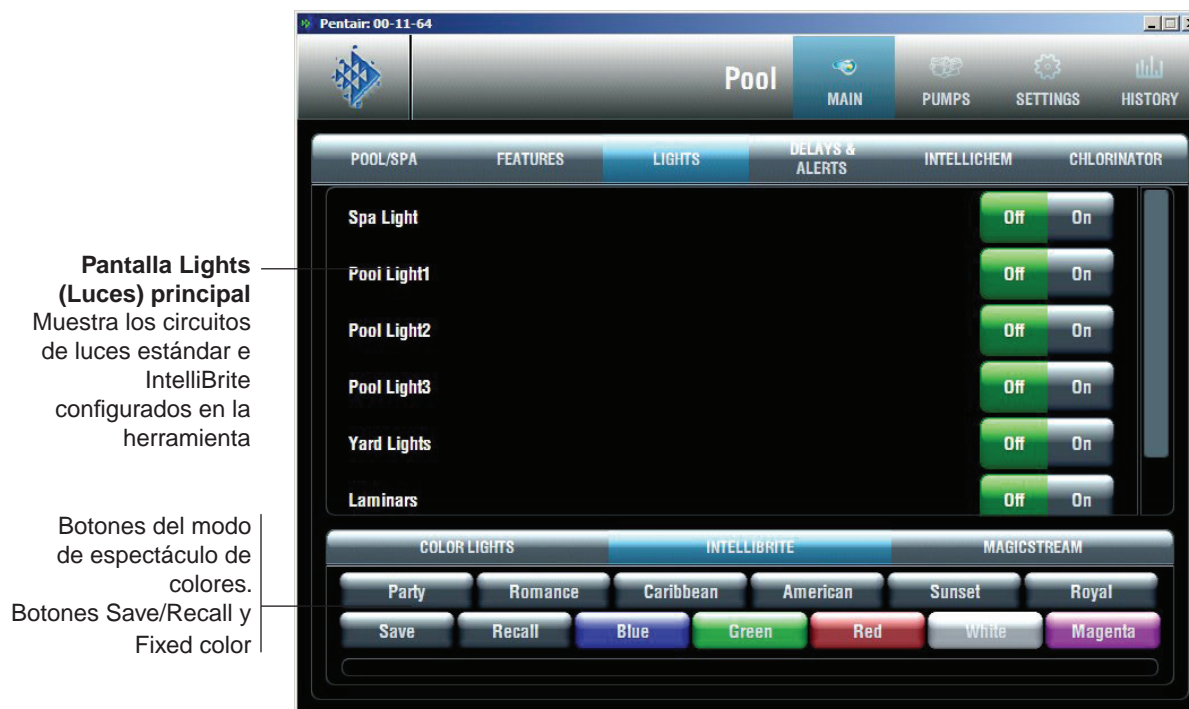 Pentair: 00-11-64
Pool
MAIN
PUMPS
SETTINGS
HISTORY
POOL/SPA
FEATURES
LIGHTS
DELAYS &
ALERTS
INTELLICHEM
CHLORINATOR
Spa Light Off On
Pool Light1 Off On
Pool Light2 Off On
Pool Light3 Off On
Yard Lights Off On
Laminars Off On
COLOR LIGHTS
INTELLIBRITE
MAGICSTREAM
Party Romance Caribbean American Sunset Royal
Save Recall Blue Green Red White Magenta
Pantalla Lights
(Luces) principal
Muestra los circuitos
de luces estándar e
IntelliBrite
configurados en la
herramienta
Botones del modo
de espectáculo de
colores.
Botones Save/Recall y
Fixed color